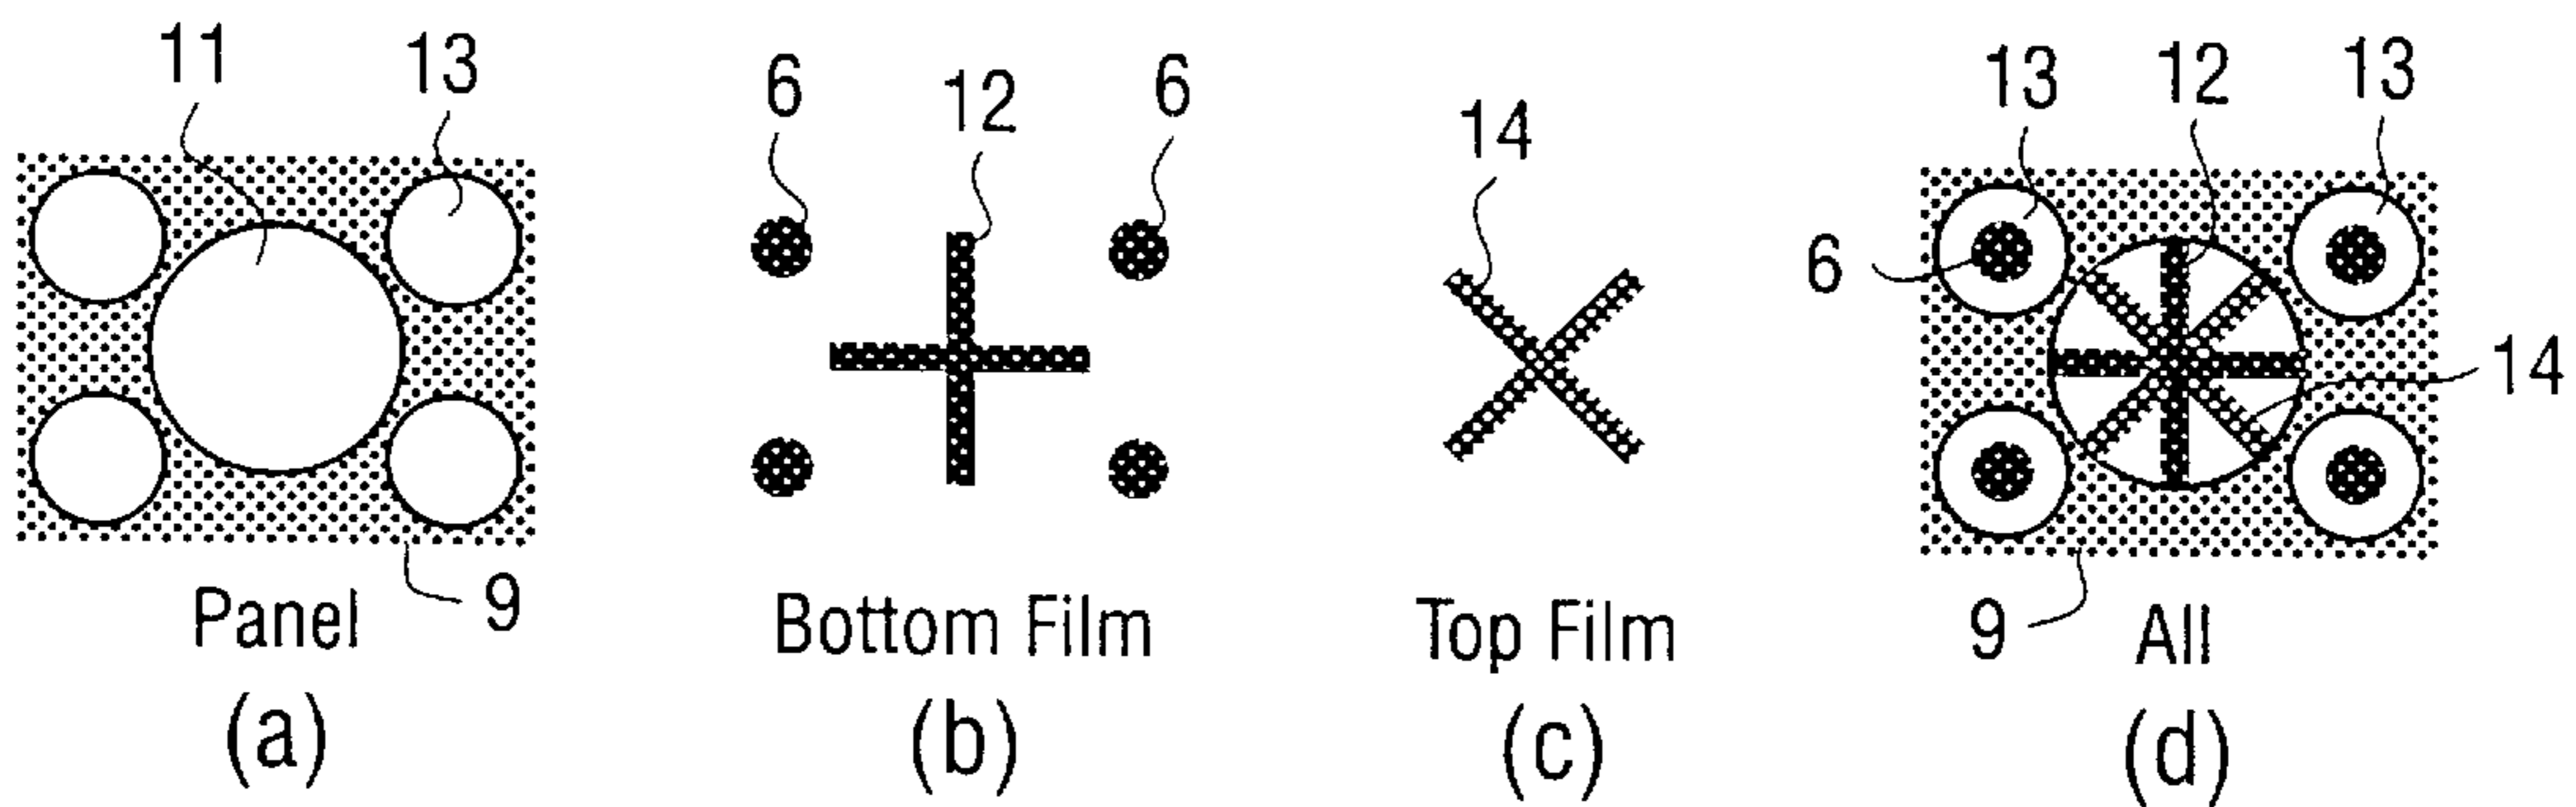 11 13
6 12 6
14
13 12 13
6
14
9
9
Panel
Bottom Film
Top Film
All
(a)
(b)
(c)
(d)